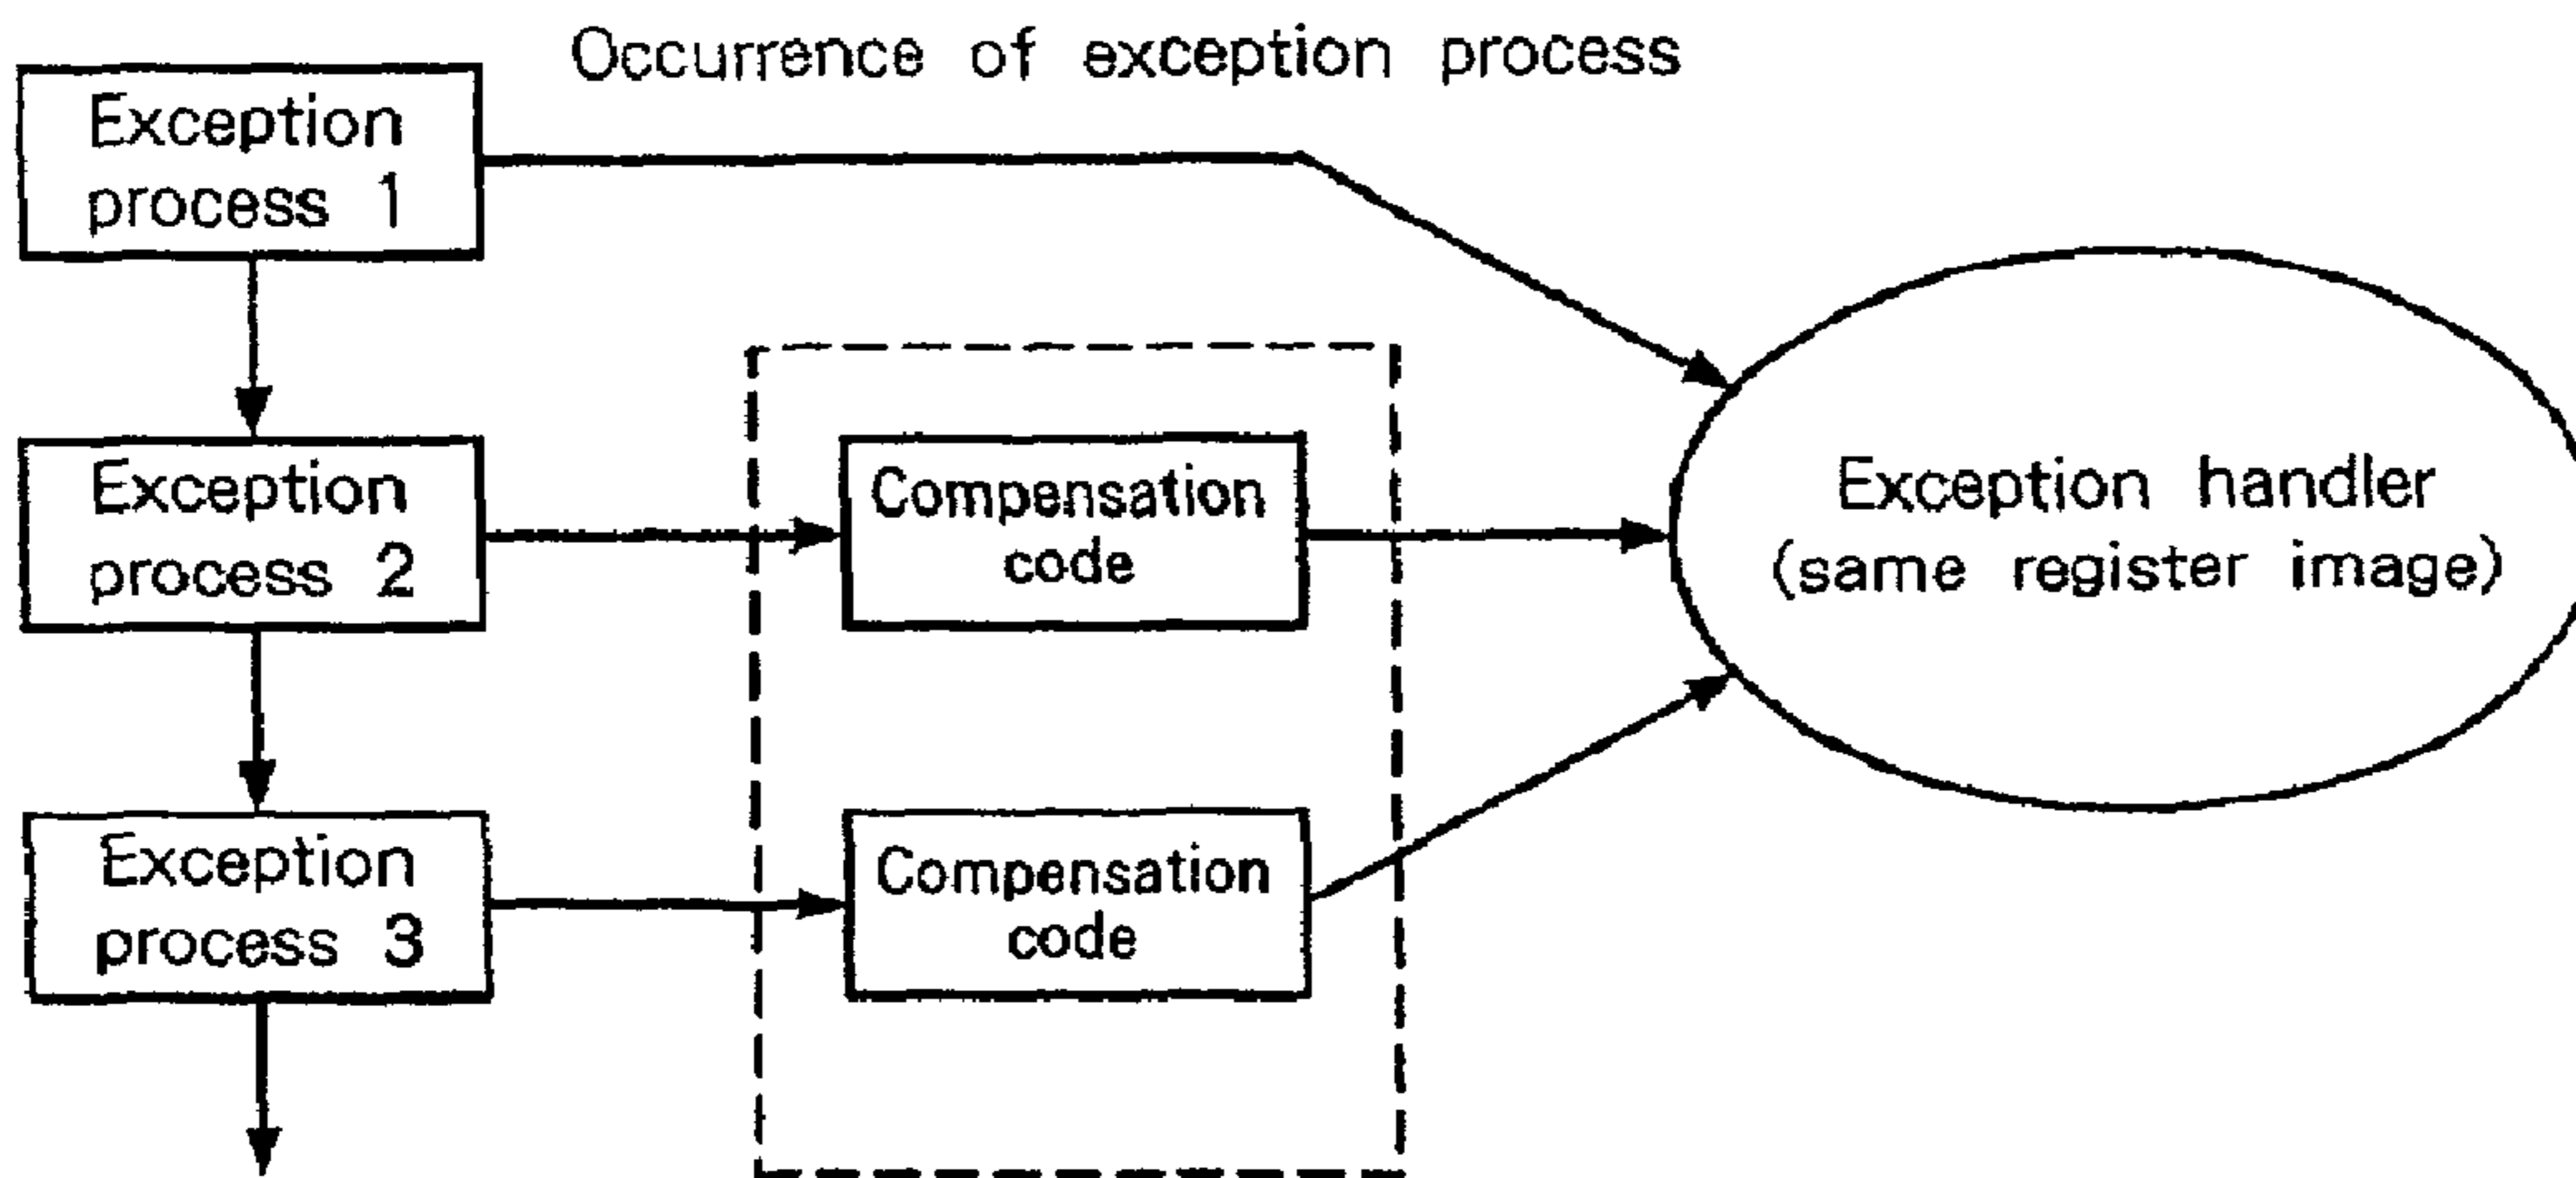 Occurrence of exception process
Exception
process 1
Exception
process 2
Compensation
code
Exception handler
(same register image)
Exception
process 3
Compensation
code